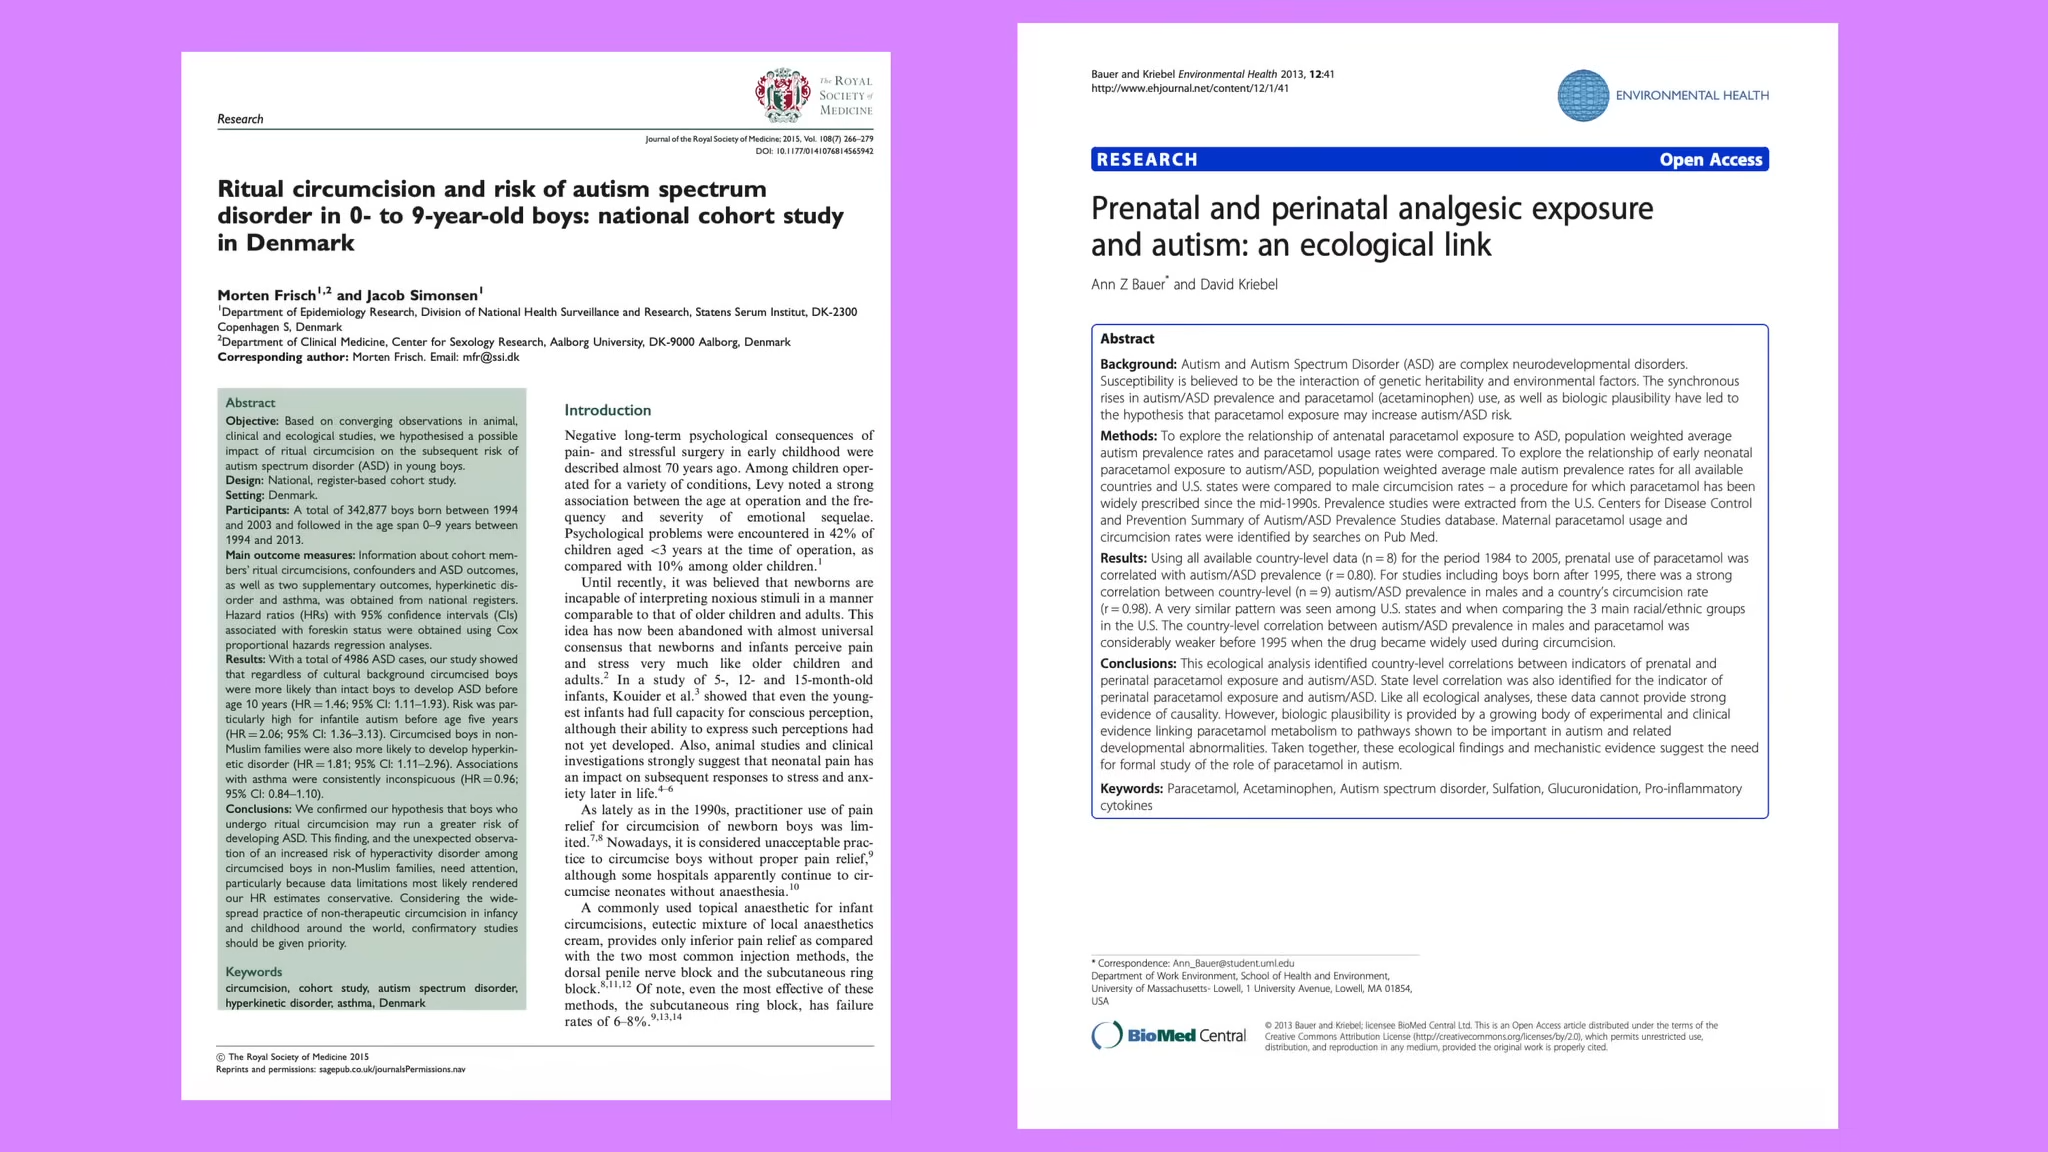 The ROYAL
SOCIETY of
MEDICINE
Research
Journal of the Royal Society of Medicine; 2015, Vol. 108(7) 266–279
DOI: 10.1177/0141076814565942
Ritual circumcision and risk of autism spectrum
disorder in 0- to 9-year-old boys: national cohort study
in Denmark
Morten Frisch1,2 and Jacob Simonsen1
1Department of Epidemiology Research, Division of National Health Surveillance and Research, Statens Serum Institut, DK-2300
Copenhagen S, Denmark
2Department of Clinical Medicine, Center for Sexology Research, Aalborg University, DK-9000 Aalborg, Denmark
Corresponding author: Morten Frisch. Email: mfr@ssi.dk
Abstract
Objective: Based on converging observations in animal,
clinical and ecological studies, we hypothesised a possible
impact of ritual circumcision on the subsequent risk of
autism spectrum disorder (ASD) in young boys.
Design: National, register-based cohort study.
Setting: Denmark.
Participants: A total of 342,877 boys born between 1994
and 2003 and followed in the age span 0–9 years between
1994 and 2013.
Main outcome measures: Information about cohort mem-
bers' ritual circumcisions, confounders and ASD outcomes,
as well as two supplementary outcomes, hyperkinetic dis-
order and asthma, was obtained from national registers.
Hazard ratios (HRs) with 95% confidence intervals (CIs)
associated with foreskin status were obtained using Cox
proportional hazards regression analyses.
Results: With a total of 4986 ASD cases, our study showed
that regardless of cultural background circumcised boys
were more likely than intact boys to develop ASD before
age 10 years (HR = 1.46; 95% CI: 1.11–1.93). Risk was par-
ticularly high for infantile autism before age five years
(HR = 2.06; 95% CI: 1.36–3.13). Circumcised boys in non-
Muslim families were also more likely to develop hyperkin-
etic disorder (HR = 1.81; 95% CI: 1.11–2.96). Associations
with asthma were consistently inconspicuous (HR = 0.96;
95% CI: 0.84–1.10).
Conclusions: We confirmed our hypothesis that boys who
undergo ritual circumcision may run a greater risk of
developing ASD. This finding, and the unexpected observa-
tion of an increased risk of hyperactivity disorder among
circumcised boys in non-Muslim families, need attention,
particularly because data limitations most likely rendered
our HR estimates conservative. Considering the wide-
spread practice of non-therapeutic circumcision in infancy
and childhood around the world, confirmatory studies
should be given priority.
Keywords
circumcision, cohort study, autism spectrum disorder,
hyperkinetic disorder, asthma, Denmark
Introduction
Negative long-term psychological consequences of
pain- and stressful surgery in early childhood were
described almost 70 years ago. Among children oper-
ated for a variety of conditions, Levy noted a strong
association between the age at operation and the fre-
quency and severity of emotional sequelae.
Psychological problems were encountered in 42% of
children aged <3 years at the time of operation, as
compared with 10% among older children.1
Until recently, it was believed that newborns are
incapable of interpreting noxious stimuli in a manner
comparable to that of older children and adults. This
idea has now been abandoned with almost universal
consensus that newborns and infants perceive pain
and stress very much like older children and
adults.2 In a study of 5-, 12- and 15-month-old
infants, Kouider et al.3 showed that even the young-
est infants had full capacity for conscious perception,
although their ability to express such perceptions had
not yet developed. Also, animal studies and clinical
investigations strongly suggest that neonatal pain has
an impact on subsequent responses to stress and anx-
iety later in life.4–6
As lately as in the 1990s, practitioner use of pain
relief for circumcision of newborn boys was lim-
ited.7,8 Nowadays, it is considered unacceptable prac-
tice to circumcise boys without proper pain relief,9
although some hospitals apparently continue to cir-
cumcise neonates without anaesthesia.10
A commonly used topical anaesthetic for infant
circumcisions, eutectic mixture of local anaesthetics
cream, provides only inferior pain relief as compared
with the two most common injection methods, the
dorsal penile nerve block and the subcutaneous ring
block.8,11,12 Of note, even the most effective of these
methods, the subcutaneous ring block, has failure
rates of 6–8%.9,13,14
© The Royal Society of Medicine 2015
Reprints and permissions: sagepub.co.uk/journalsPermissions.nav
Bauer and Kriebel Environmental Health 2013, 12:41
http://www.ehjournal.net/content/12/1/41
ENVIRONMENTAL HEALTH
RESEARCH Open Access
Prenatal and perinatal analgesic exposure
and autism: an ecological link
Ann Z Bauer* and David Kriebel
Abstract
Background: Autism and Autism Spectrum Disorder (ASD) are complex neurodevelopmental disorders.
Susceptibility is believed to be the interaction of genetic heritability and environmental factors. The synchronous
rises in autism/ASD prevalence and paracetamol (acetaminophen) use, as well as biologic plausibility have led to
the hypothesis that paracetamol exposure may increase autism/ASD risk.
Methods: To explore the relationship of antenatal paracetamol exposure to ASD, population weighted average
autism prevalence rates and paracetamol usage rates were compared. To explore the relationship of early neonatal
paracetamol exposure to autism/ASD, population weighted average male autism prevalence rates for all available
countries and U.S. states were compared to male circumcision rates – a procedure for which paracetamol has been
widely prescribed since the mid-1990s. Prevalence studies were extracted from the U.S. Centers for Disease Control
and Prevention Summary of Autism/ASD Prevalence Studies database. Maternal paracetamol usage and
circumcision rates were identified by searches on Pub Med.
Results: Using all available country-level data (n = 8) for the period 1984 to 2005, prenatal use of paracetamol was
correlated with autism/ASD prevalence (r = 0.80). For studies including boys born after 1995, there was a strong
correlation between country-level (n = 9) autism/ASD prevalence in males and a country's circumcision rate
(r = 0.98). A very similar pattern was seen among U.S. states and when comparing the 3 main racial/ethnic groups
in the U.S. The country-level correlation between autism/ASD prevalence in males and paracetamol was
considerably weaker before 1995 when the drug became widely used during circumcision.
Conclusions: This ecological analysis identified country-level correlations between indicators of prenatal and
perinatal paracetamol exposure and autism/ASD. State level correlation was also identified for the indicator of
perinatal paracetamol exposure and autism/ASD. Like all ecological analyses, these data cannot provide strong
evidence of causality. However, biologic plausibility is provided by a growing body of experimental and clinical
evidence linking paracetamol metabolism to pathways shown to be important in autism and related
developmental abnormalities. Taken together, these ecological findings and mechanistic evidence suggest the need
for formal study of the role of paracetamol in autism.
Keywords: Paracetamol, Acetaminophen, Autism spectrum disorder, Sulfation, Glucuronidation, Pro-inflammatory
cytokines
* Correspondence: Ann_Bauer@student.uml.edu
Department of Work Environment, School of Health and Environment,
University of Massachusetts- Lowell, 1 University Avenue, Lowell, MA 01854,
USA
BioMed Central
© 2013 Bauer and Kriebel; licensee BioMed Central Ltd. This is an Open Access article distributed under the terms of the
Creative Commons Attribution License (http://creativecommons.org/licenses/by/2.0), which permits unrestricted use,
distribution, and reproduction in any medium, provided the original work is properly cited.